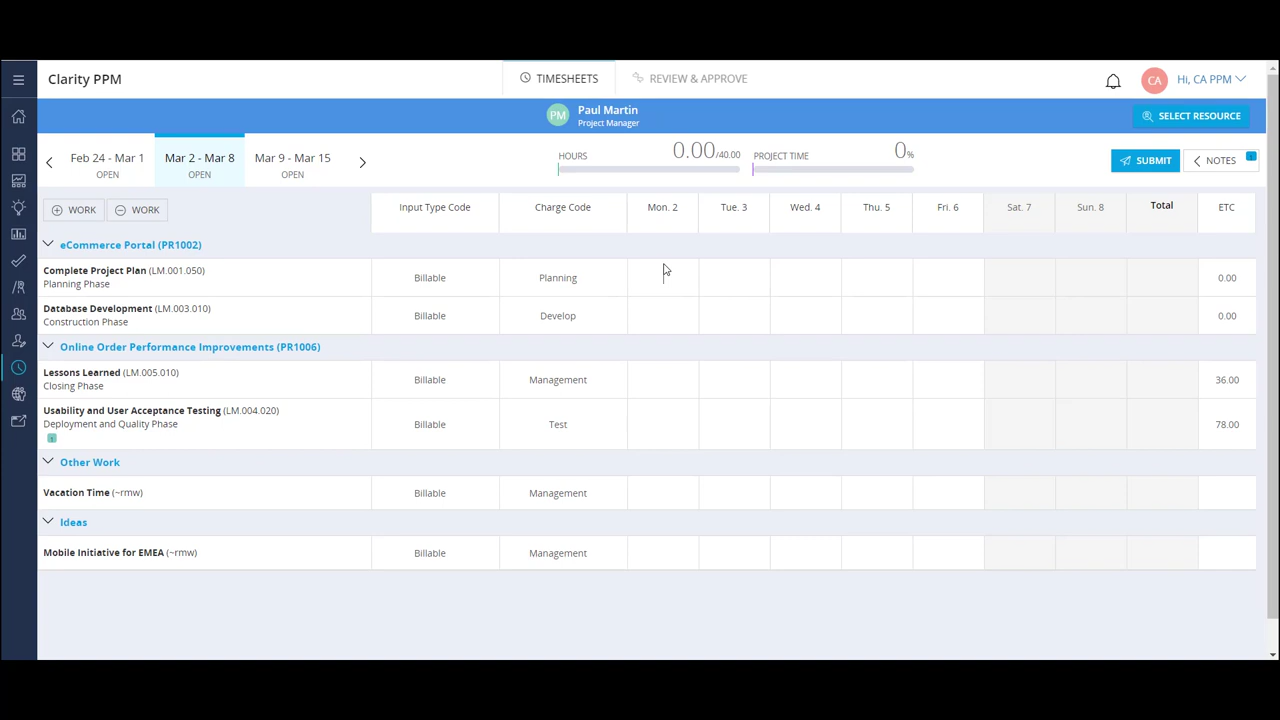 Clarity PPM
TIMESHEETS
REVIEW & APPROVE
CA
Hi, CA PPM
PM
Paul Martin
Project Manager
SELECT RESOURCE
Feb 24 - Mar 1
OPEN
Mar 2 - Mar 8
OPEN
Mar 9 - Mar 15
OPEN
HOURS
0.00/40.00
PROJECT TIME
0%
SUBMIT
NOTES
WORK
WORK
Input Type Code
Charge Code
Mon. 2
Tue. 3
Wed. 4
Thu. 5
Fri. 6
Sat. 7
Sun. 8
Total
ETC
eCommerce Portal (PR1002)
Complete Project Plan (LM.001.050)
Planning Phase
Billable
Planning
0.00
Database Development (LM.003.010)
Construction Phase
Billable
Develop
0.00
Online Order Performance Improvements (PR1006)
Lessons Learned (LM.005.010)
Closing Phase
Billable
Management
36.00
Usability and User Acceptance Testing (LM.004.020)
Deployment and Quality Phase
Billable
Test
78.00
Other Work
Vacation Time (~rmw)
Billable
Management
Ideas
Mobile Initiative for EMEA (~rmw)
Billable
Management